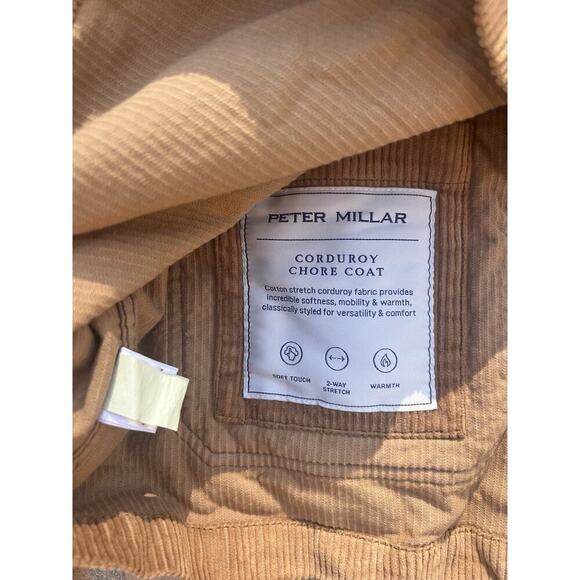 PETER MILLAR
CORDUROY
CHORE COAT
Cotton stretch corduroy fabric provides
incredible softness, mobility & warmth,
classically styled for versatility & comfort
SOFT TOUCH
2-WAY
STRETCH
WARMTH